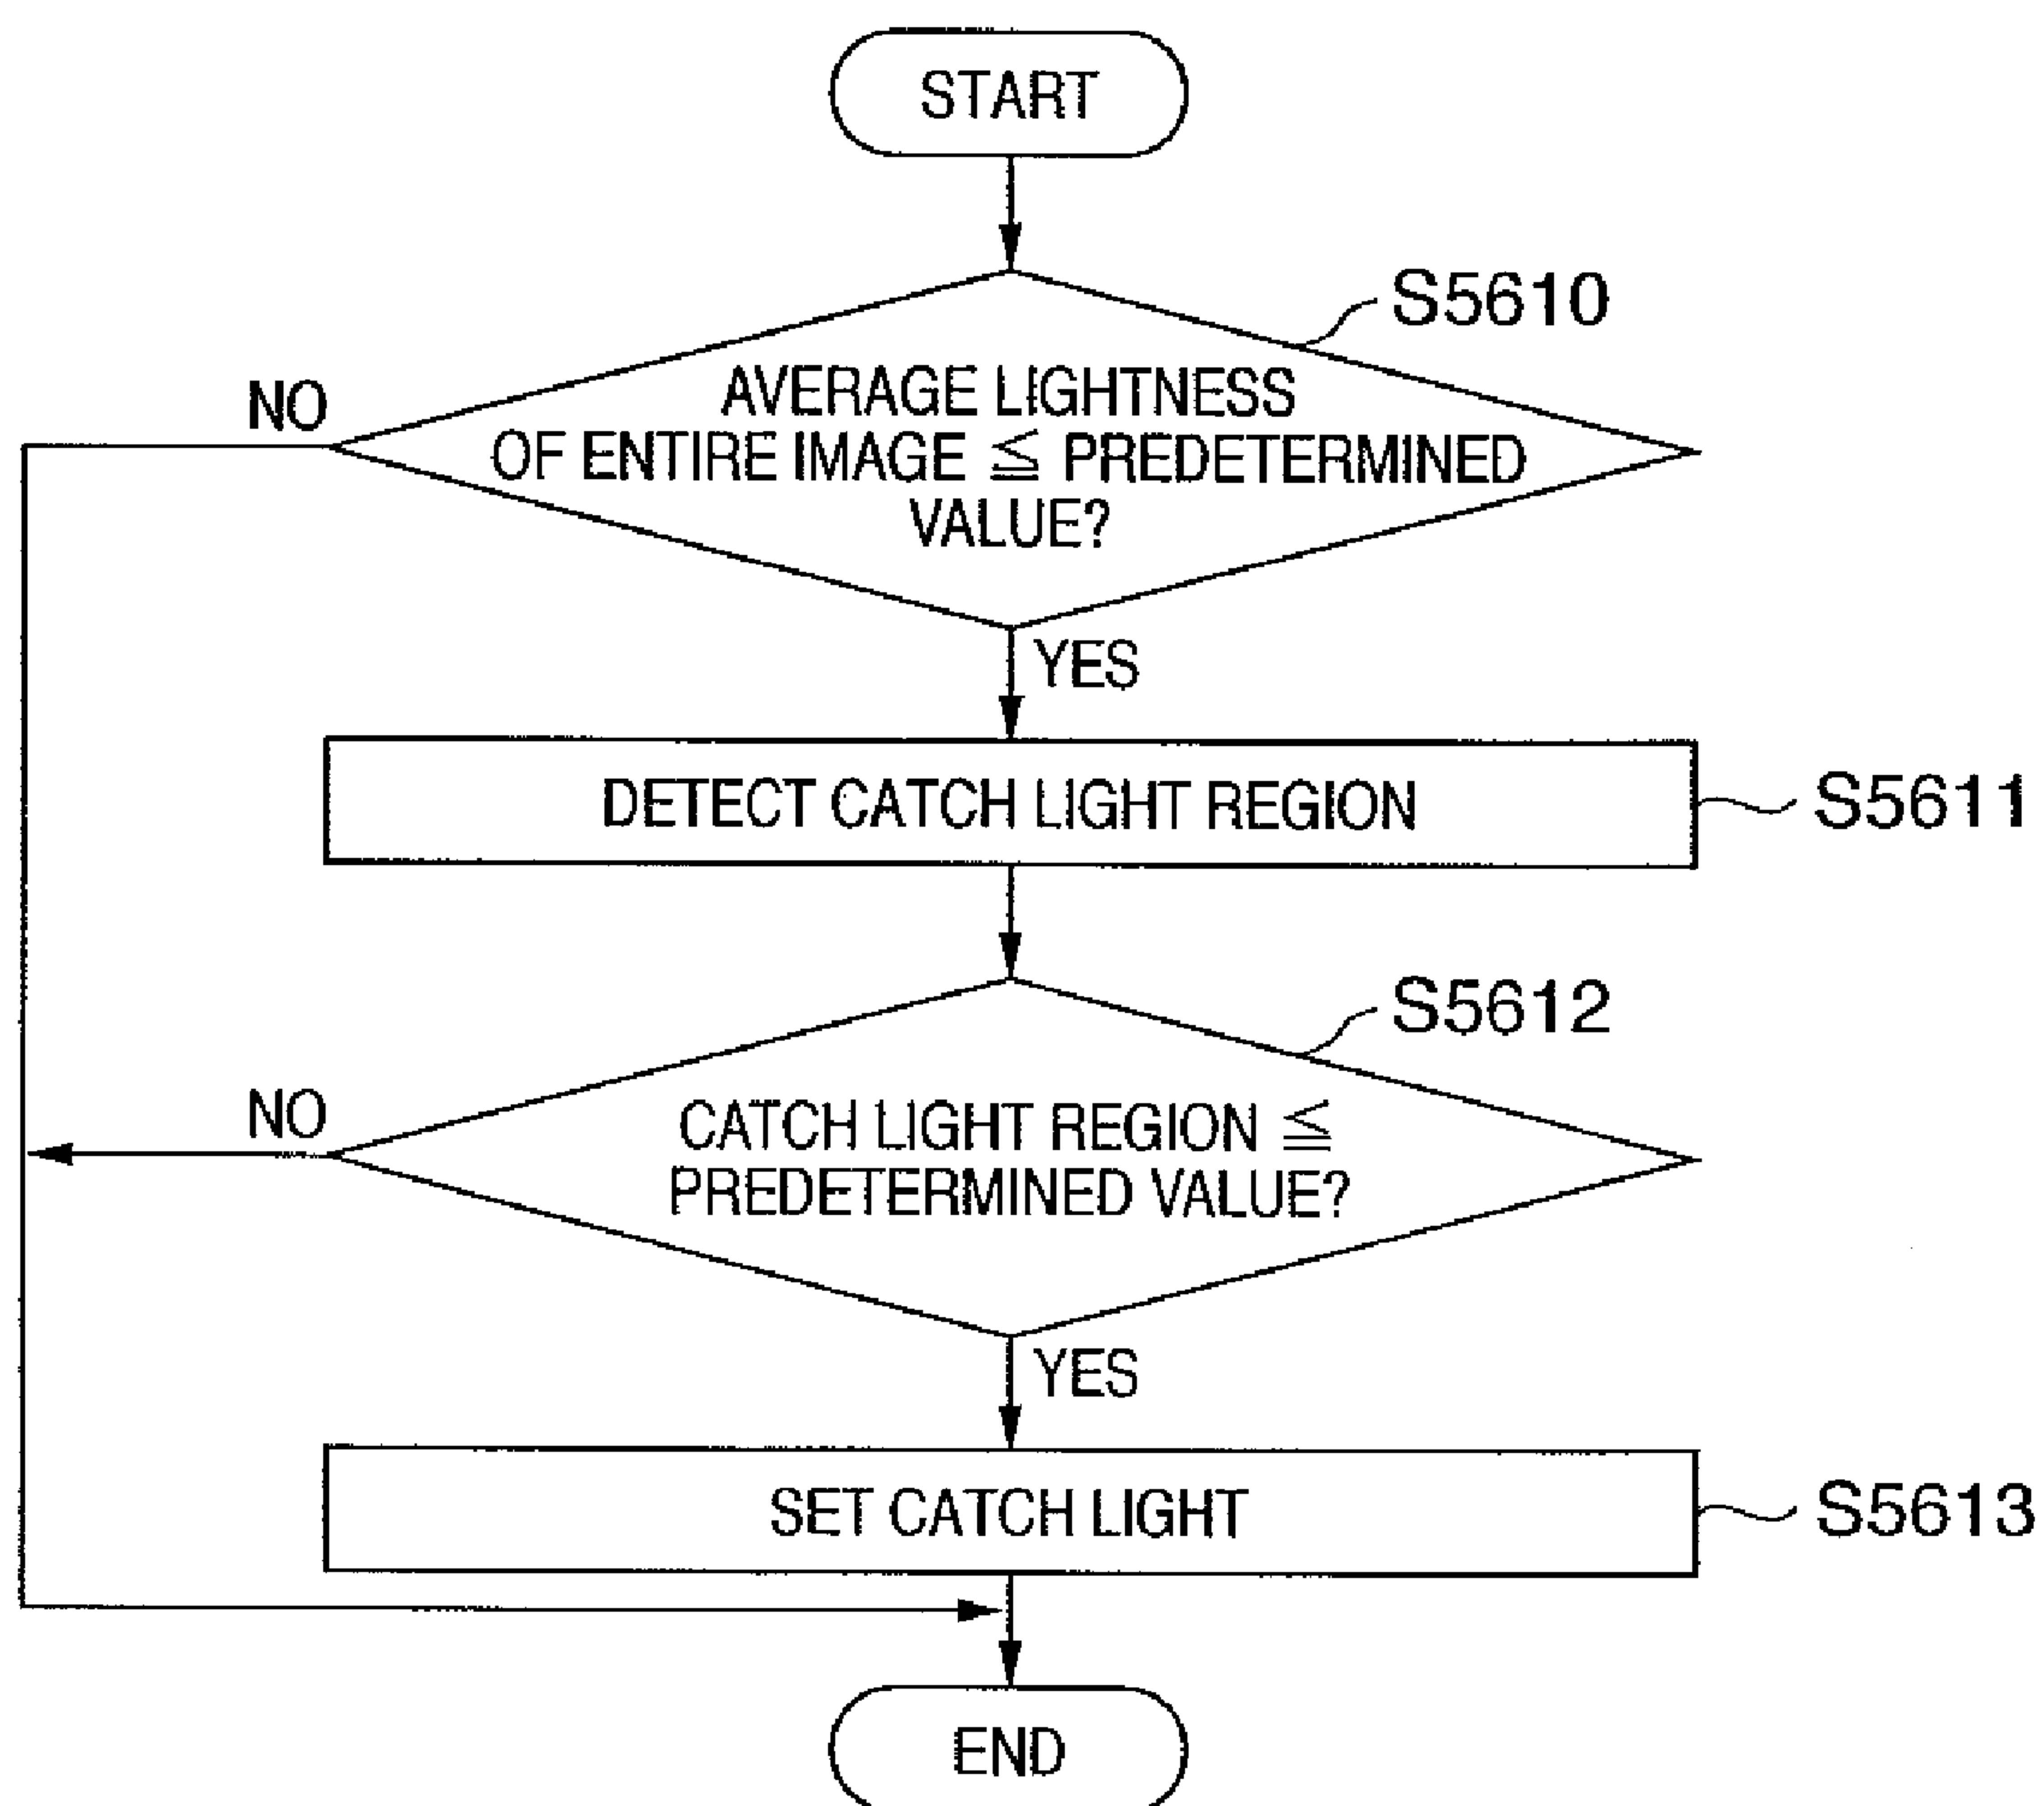 START
S5610
NO
AVERAGE LIGHTNESS
OF ENTIRE IMAGE ≦ PREDETERMINED
VALUE?
YES
DETECT CATCH LIGHT REGION
S5611
S5612
NO
CATCH LIGHT REGION ≦
PREDETERMINED VALUE?
YES
SET CATCH LIGHT
S5613
END